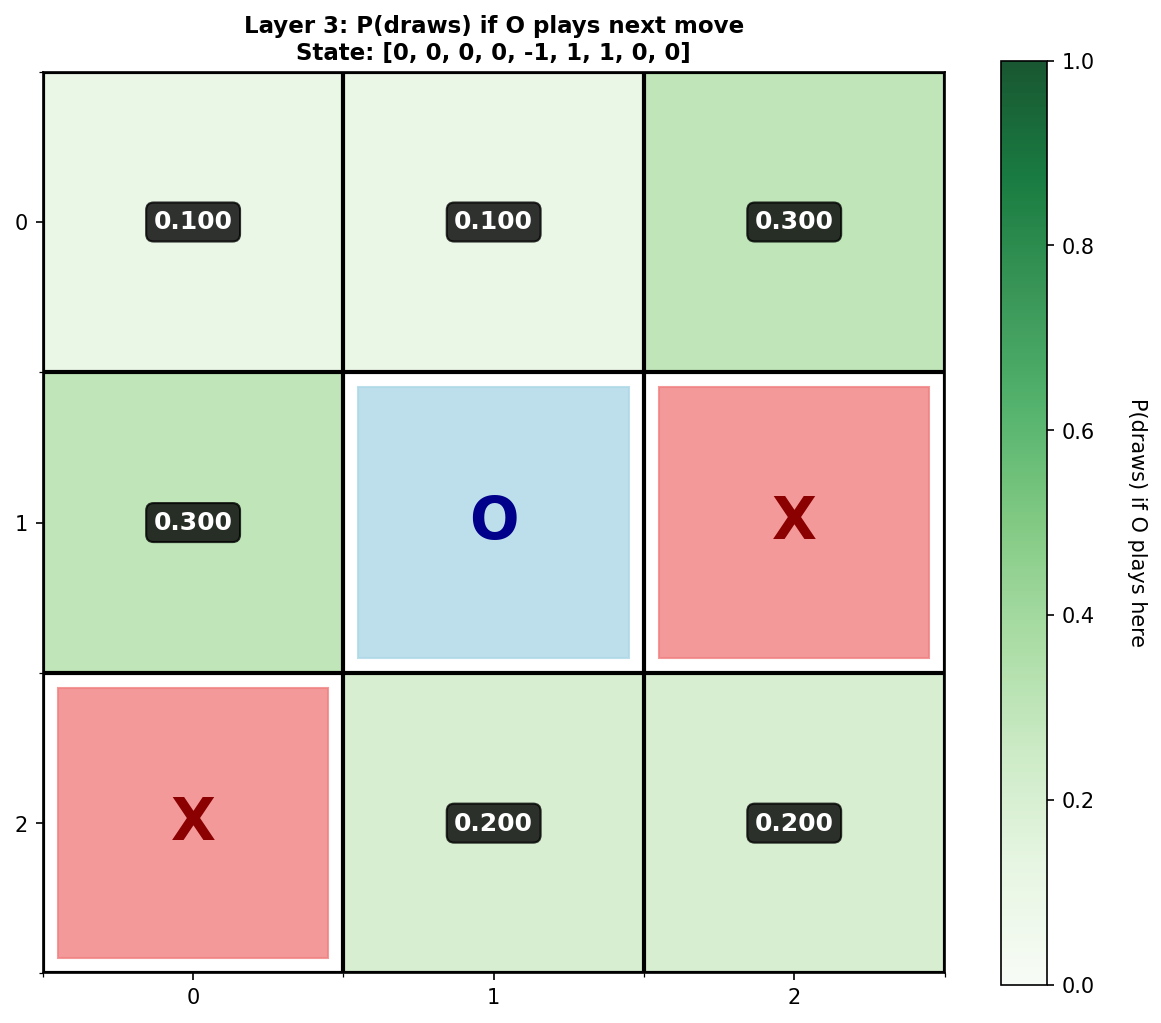 Layer 3: P(draws) if O plays next move
State: [0, 0, 0, 0, -1, 1, 1, 0, 0]
0.100 0.100 0.300
0.300 O X
X 0.200 0.200
0
1
2
0 1 2
1.0
0.8
0.6
0.4
0.2
0.0
P(draws) if O plays here